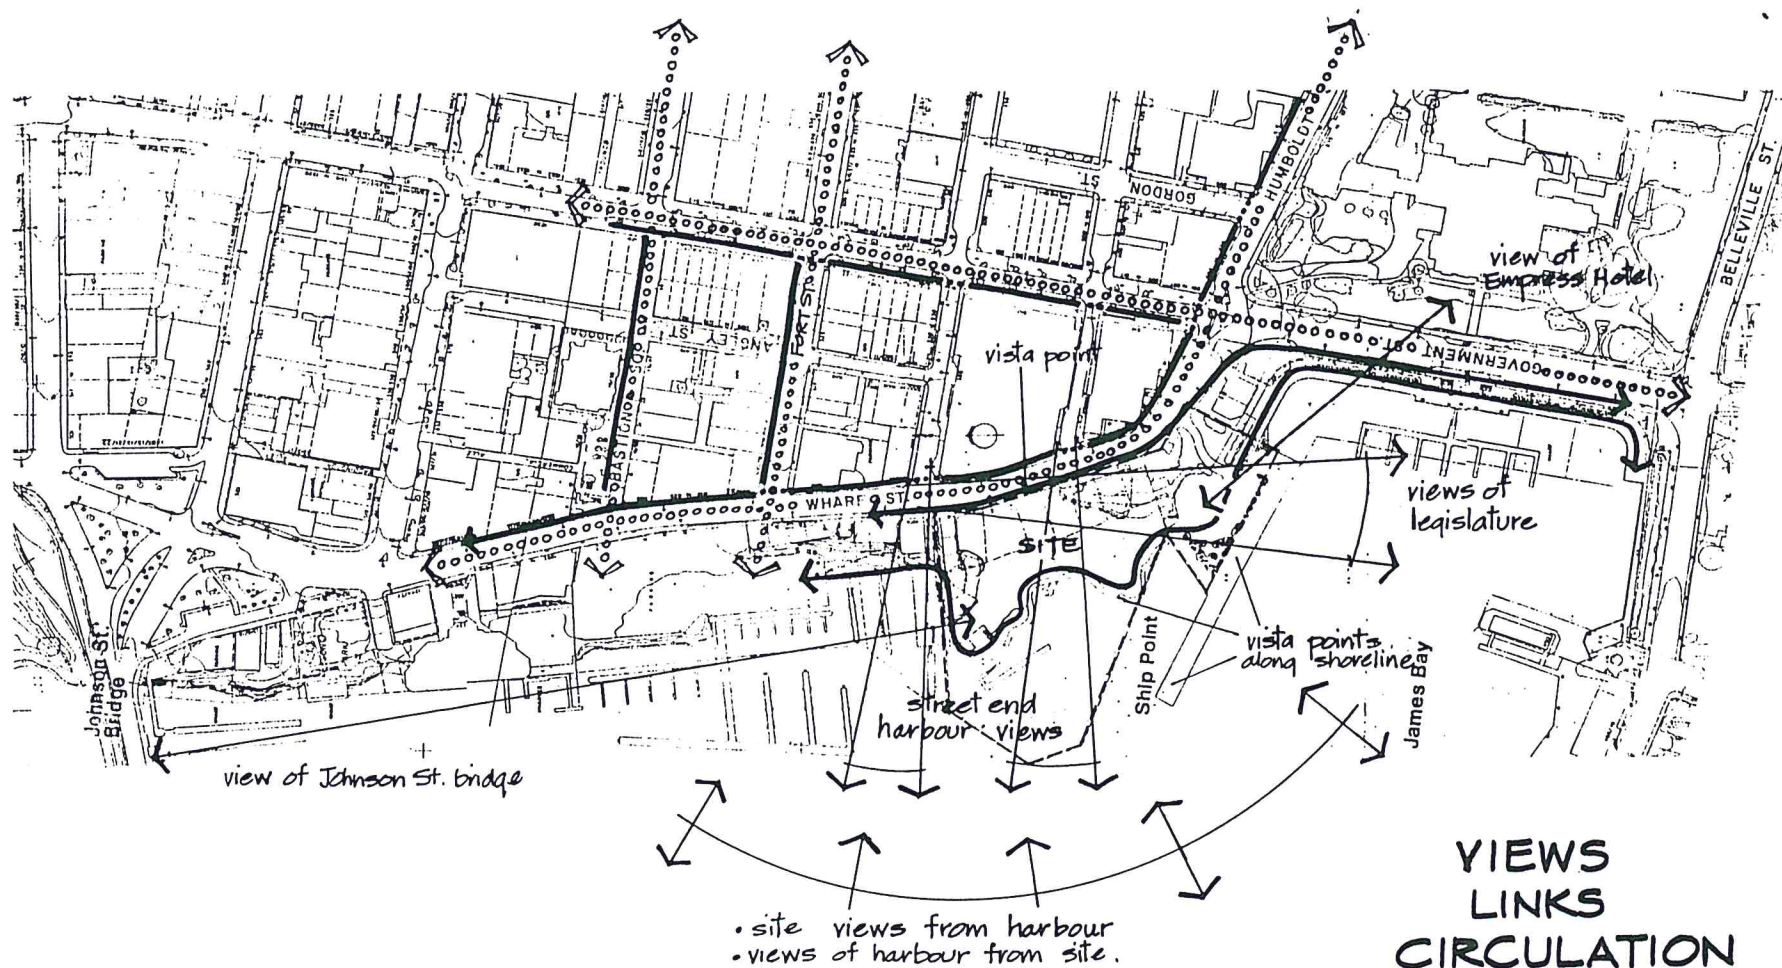 HUMBOLDT
GORDON
ST
BELLEVILLE ST.
view of
Empress Hotel
LANGLEY
ST.
BASTION SQ.
FORT ST.
vista point
GOVERNMENT ST.
WHARF ST.
SITE
views of
legislature
Johnson St.
Bridge
Ship Point
vista points
along shoreline
James Bay
street end
harbour views
view of Johnson St. bridge
• site views from harbour
• views of harbour from site.
VIEWS
LINKS
CIRCULATION